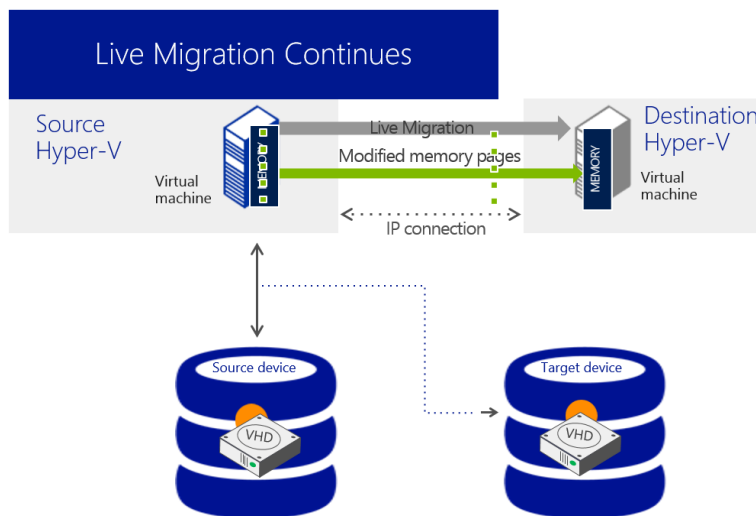 Live Migration Continues
Source
Hyper-V
Virtual
machine
MEMORY
Live Migration
Modified memory pages
IP connection
MEMORY
Destination
Hyper-V
Virtual
machine
Source device
VHD
Target device
VHD